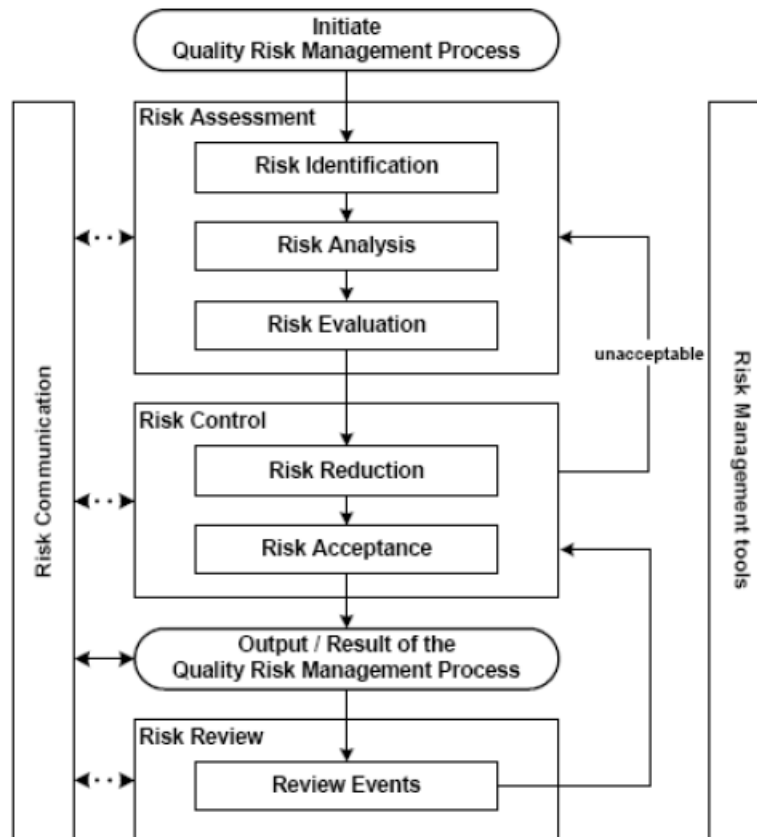 Initiate
Quality Risk Management Process
Risk Assessment
Risk Identification
Risk Analysis
Risk Evaluation
unacceptable
Risk Control
Risk Reduction
Risk Acceptance
Output / Result of the
Quality Risk Management Process
Risk Review
Review Events
Risk Communication
Risk Management tools